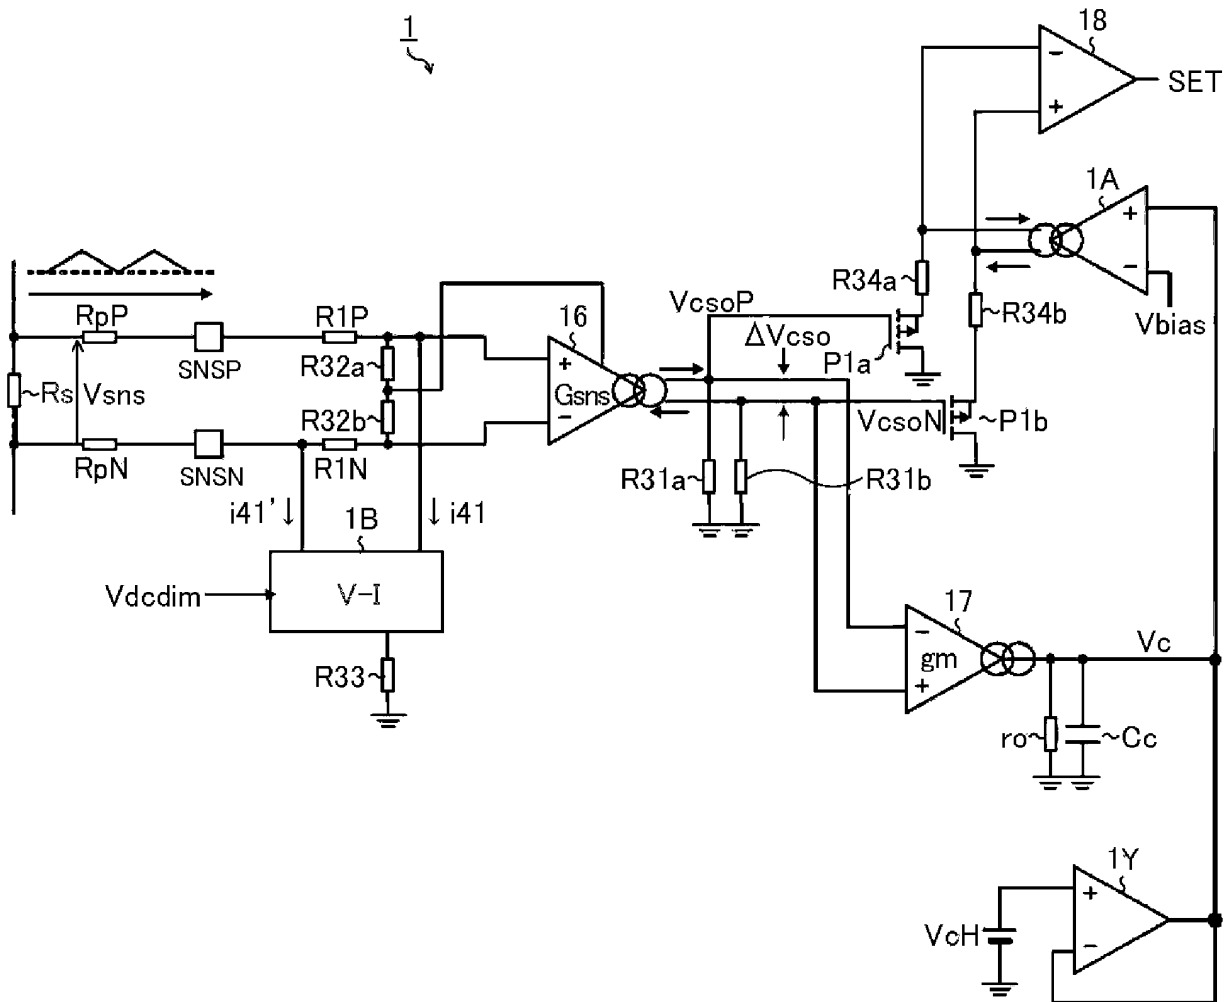 1
18
−
+
SET
1A
+
−
Vbias
R34a
R34b
RpP
SNSP
R1P
R32a
R32b
16
+
Gsns
−
VcsoP
ΔVcso
P1a
VcsoN
P1b
Rs
Vsns
RpN
SNSN
R1N
R31a
R31b
i41'
↓
1B
↓
i41
Vdcdim
V-I
R33
17
−
gm
+
Vc
ro
Cc
1Y
+
−
VcH